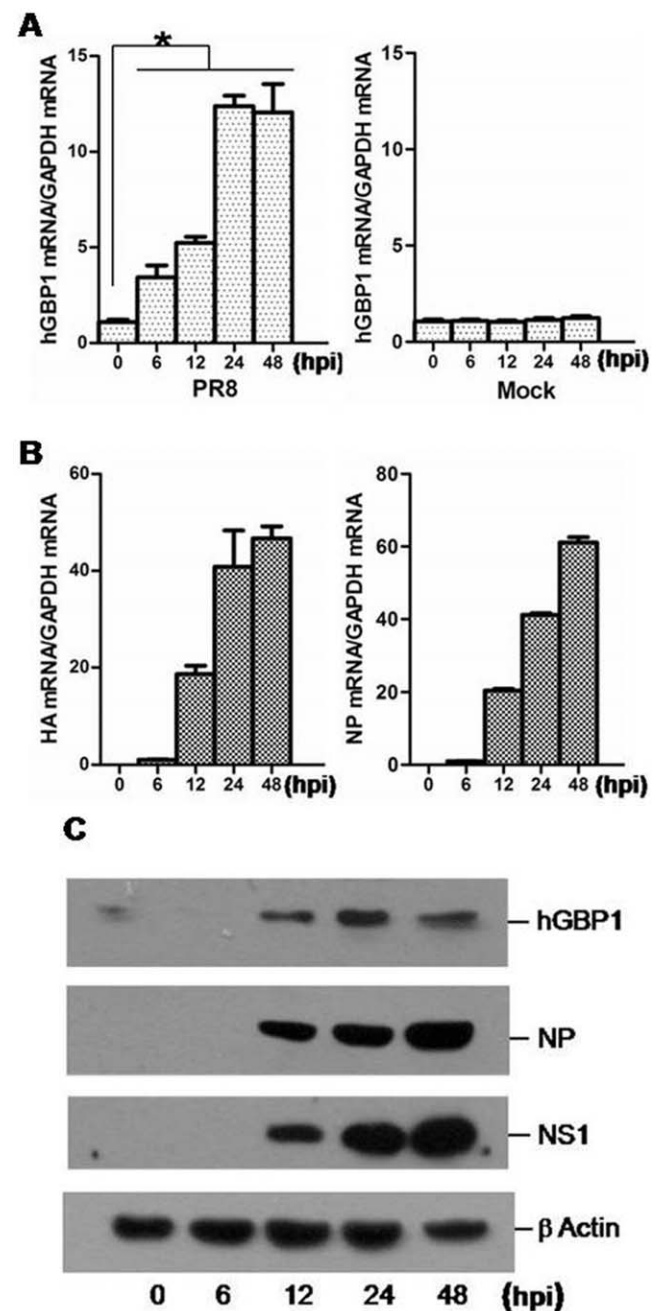 A
*
hGBP1 mRNA/GAPDH mRNA
15
10
5
0
0 6 12 24 48 (hpi)
PR8
hGBP1 mRNA/GAPDH mRNA
15
10
5
0
0 6 12 24 48 (hpi)
Mock
B
HA mRNA/GAPDH mRNA
60
40
20
0
0 6 12 24 48 (hpi)
NP mRNA/GAPDH mRNA
80
60
40
20
0
0 6 12 24 48 (hpi)
C
hGBP1
NP
NS1
β Actin
0 6 12 24 48 (hpi)